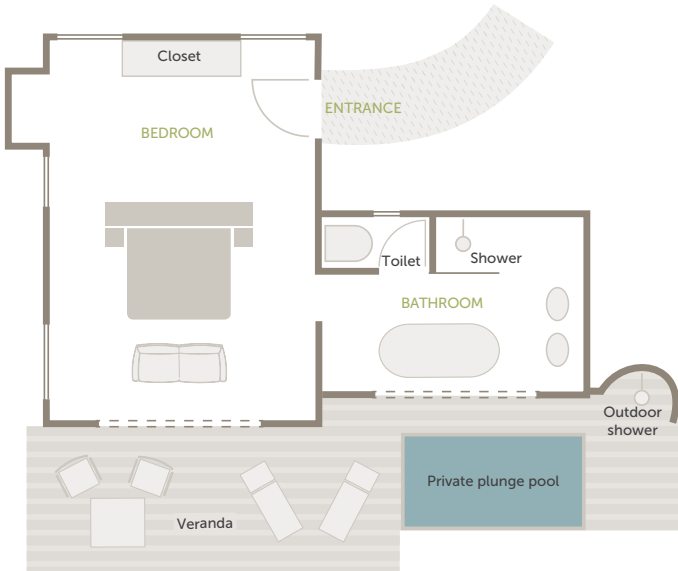 Closet
ENTRANCE
BEDROOM
Toilet
Shower
BATHROOM
Outdoor
shower
Private plunge pool
Veranda